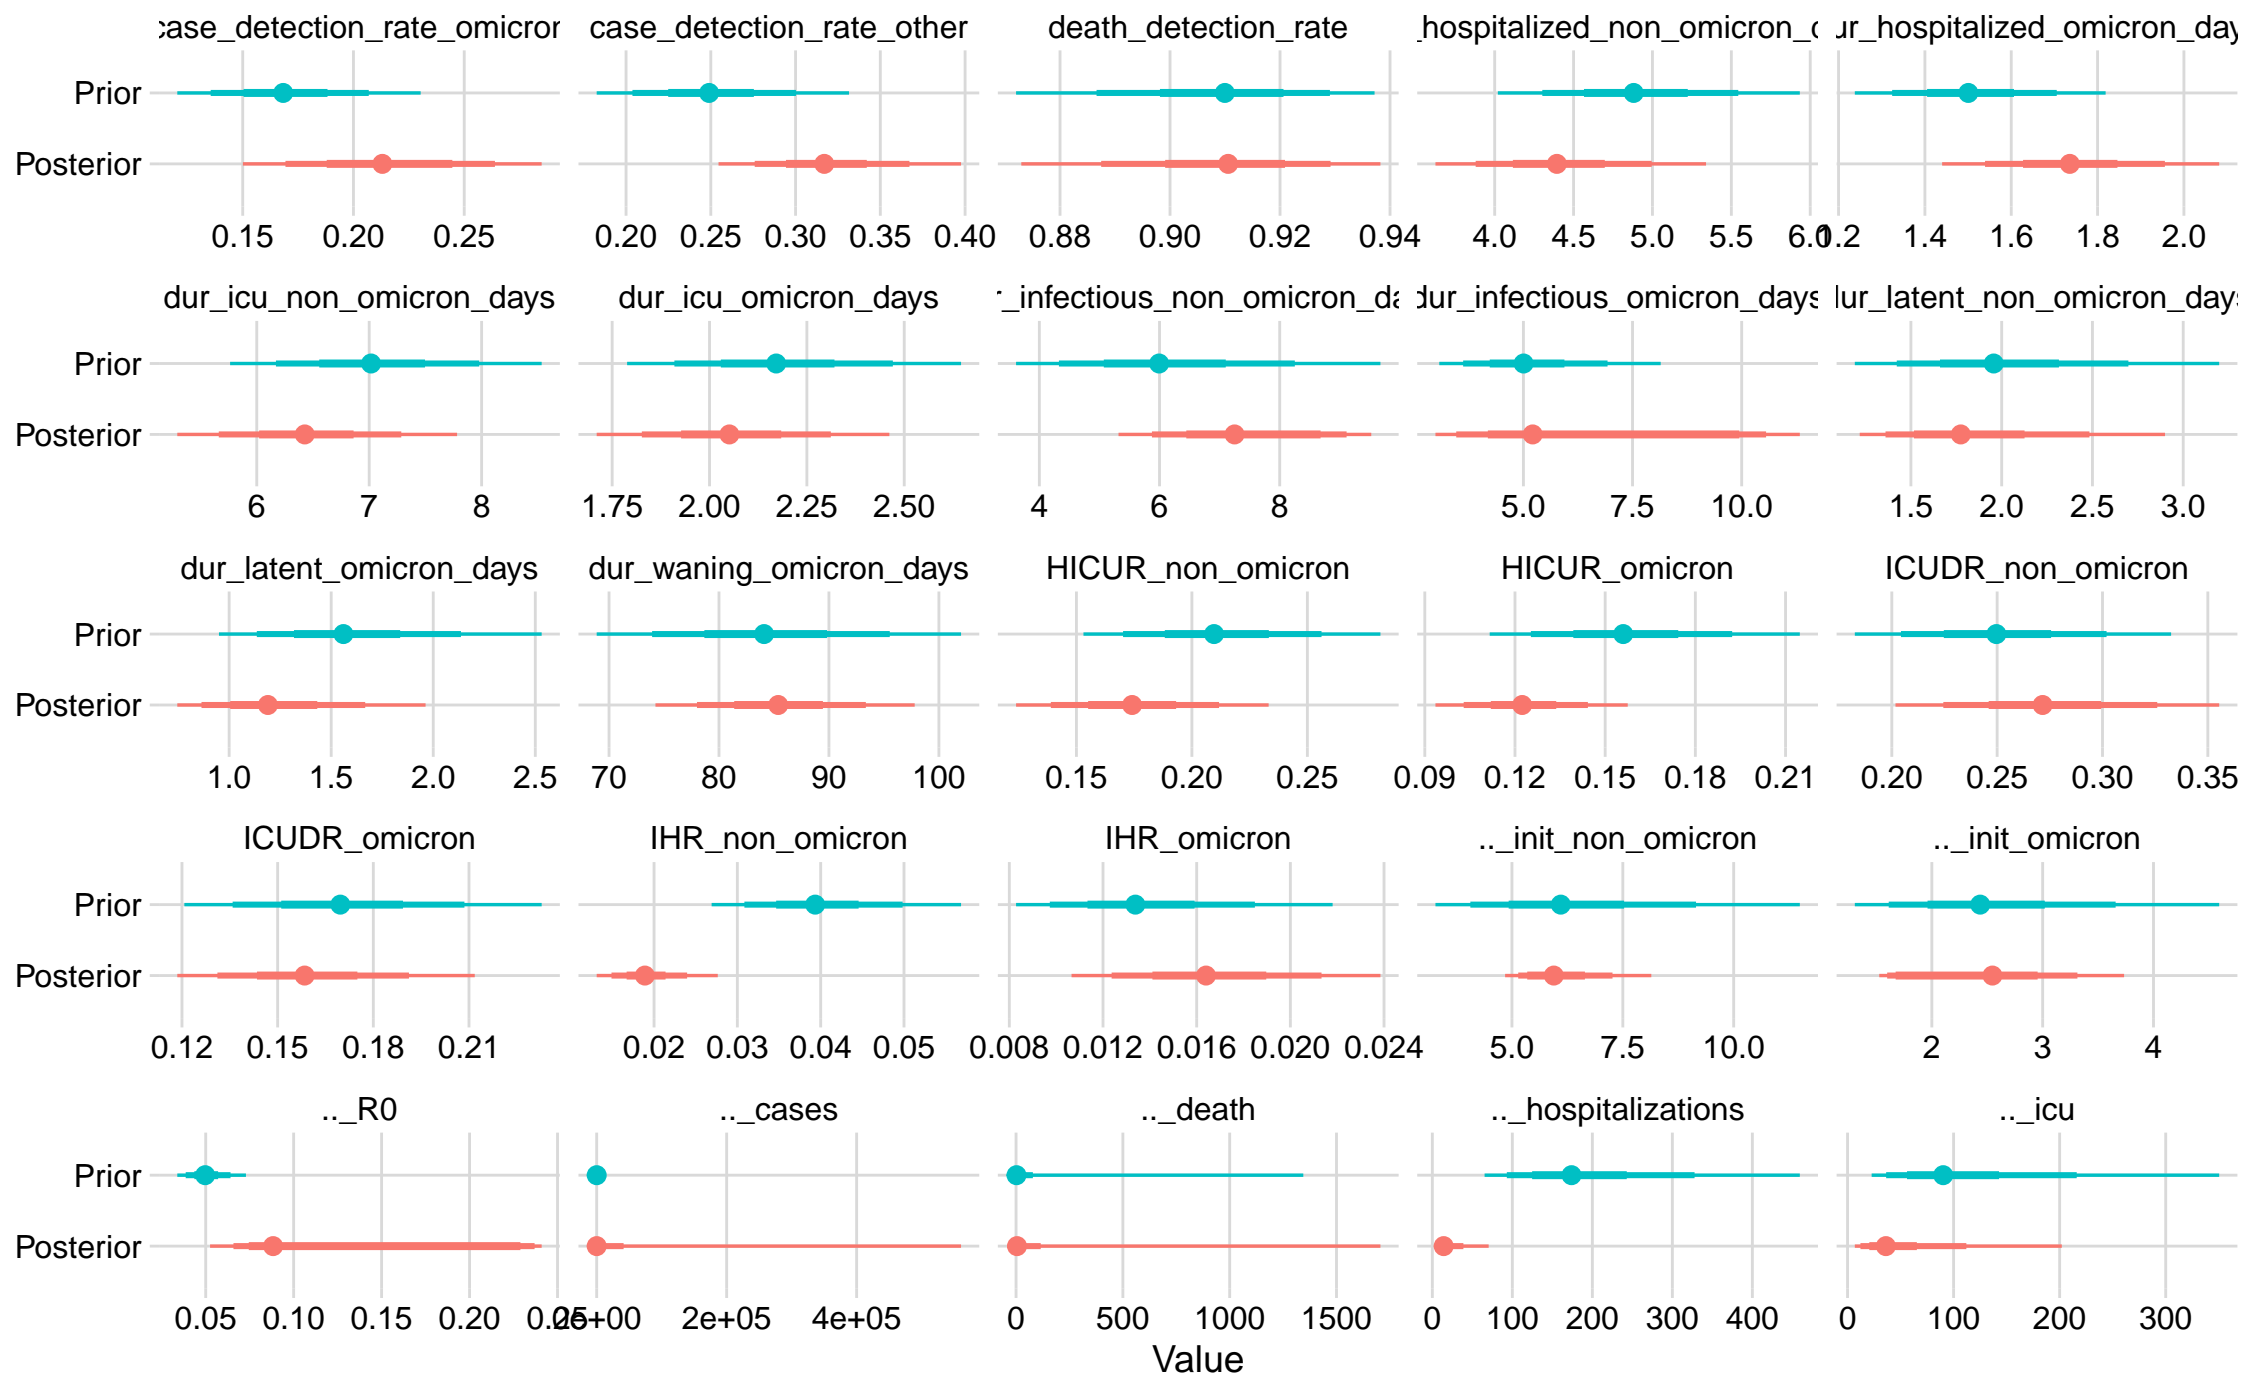 case_detection_rate_omicron case_detection_rate_other death_detection_rate _hospitalized_non_omicron_ ur_hospitalized_omicron_day
Prior
Posterior
0.15 0.20 0.25 0.20 0.25 0.30 0.35 0.40 0.88 0.90 0.92 0.94 4.0 4.5 5.0 5.5 6.0 1.2 1.4 1.6 1.8 2.0
dur_icu_non_omicron_days dur_icu_omicron_days r_infectious_non_omicron_da dur_infectious_omicron_days dur_latent_non_omicron_days
Prior
Posterior
6 7 8 1.75 2.00 2.25 2.50 4 6 8 5.0 7.5 10.0 1.5 2.0 2.5 3.0
dur_latent_omicron_days dur_waning_omicron_days HICUR_non_omicron HICUR_omicron ICUDR_non_omicron
Prior
Posterior
1.0 1.5 2.0 2.5 70 80 90 100 0.15 0.20 0.25 0.09 0.12 0.15 0.18 0.21 0.20 0.25 0.30 0.35
ICUDR_omicron IHR_non_omicron IHR_omicron .._init_non_omicron .._init_omicron
Prior
Posterior
0.12 0.15 0.18 0.21 0.02 0.03 0.04 0.05 0.008 0.012 0.016 0.020 0.024 5.0 7.5 10.0 2 3 4
.._R0 .._cases .._death .._hospitalizations .._icu
Prior
Posterior
0.05 0.10 0.15 0.20 0.25 0e+00 2e+05 4e+05 0 500 1000 1500 0 100 200 300 400 0 100 200 300
Value